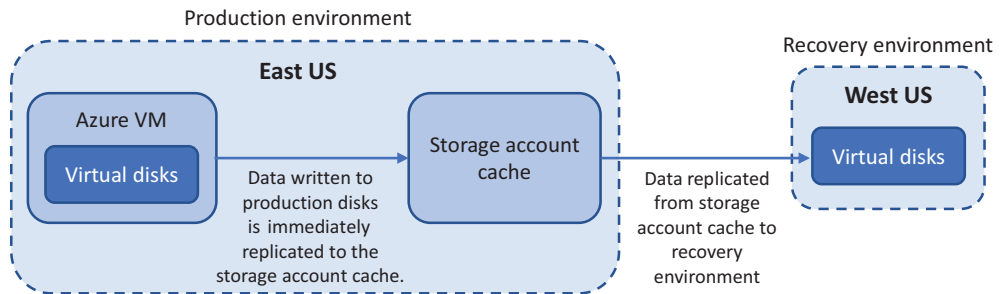 Production environment
East US
Azure VM
Virtual disks
Data written to
production disks
is immediately
replicated to the
storage account cache.
Storage account
cache
Data replicated
from storage
account cache to
recovery
environment
Recovery environment
West US
Virtual disks